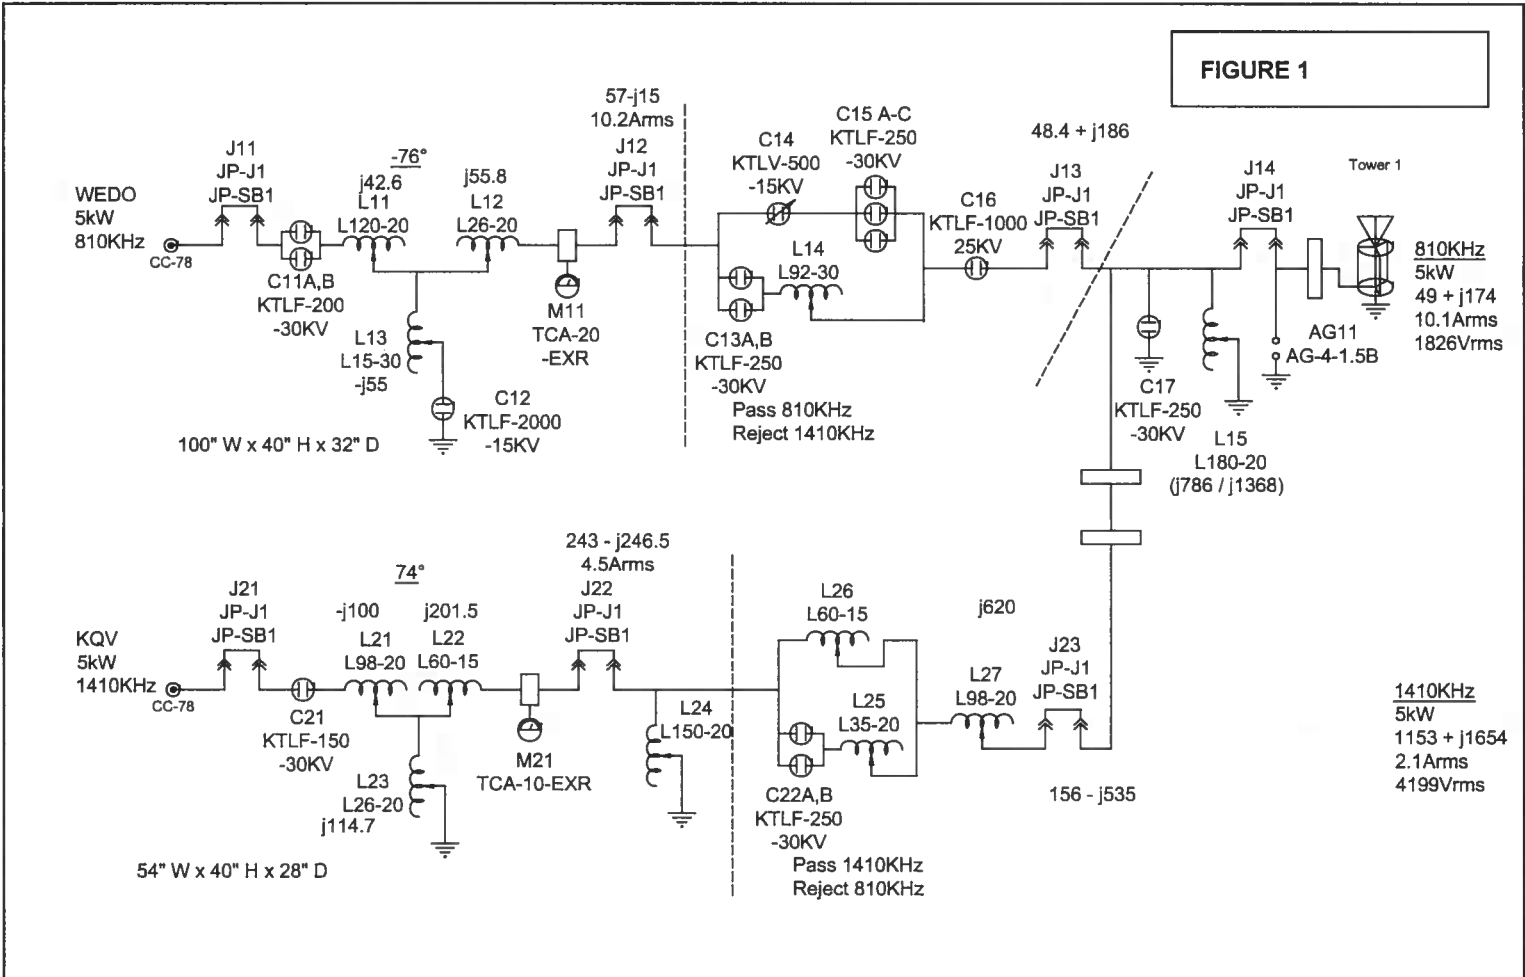 FIGURE 1
WEDO
5kW
810KHz
CC-78
J11
JP-J1
JP-SB1
C11A,B
KTLF-200
-30KV
-76°
j42.6
L11
L120-20
j55.8
L12
L26-20
L13
L15-30
-j55
C12
KTLF-2000
-15KV
100" W x 40" H x 32" D
M11
TCA-20
-EXR
57-j15
10.2Arms
J12
JP-J1
JP-SB1
C14
KTLV-500
-15KV
C15 A-C
KTLF-250
-30KV
L14
L92-30
C13A,B
KTLF-250
-30KV
Pass 810KHz
Reject 1410KHz
C16
KTLF-1000
25KV
48.4 + j186
J13
JP-J1
JP-SB1
C17
KTLF-250
-30KV
L15
L180-20
(j786 / j1368)
J14
JP-J1
JP-SB1
AG11
AG-4-1.5B
Tower 1
810KHz
5kW
49 + j174
10.1Arms
1826Vrms
KQV
5kW
1410KHz
CC-78
J21
JP-J1
JP-SB1
C21
KTLF-150
-30KV
74°
-j100
L21
L98-20
j201.5
L22
L60-15
L23
L26-20
j114.7
54" W x 40" H x 28" D
M21
TCA-10-EXR
243 - j246.5
4.5Arms
J22
JP-J1
JP-SB1
L24
L150-20
L26
L60-15
L25
L35-20
C22A,B
KTLF-250
-30KV
Pass 1410KHz
Reject 810KHz
j620
L27
L98-20
J23
JP-J1
JP-SB1
156 - j535
1410KHz
5kW
1153 + j1654
2.1Arms
4199Vrms